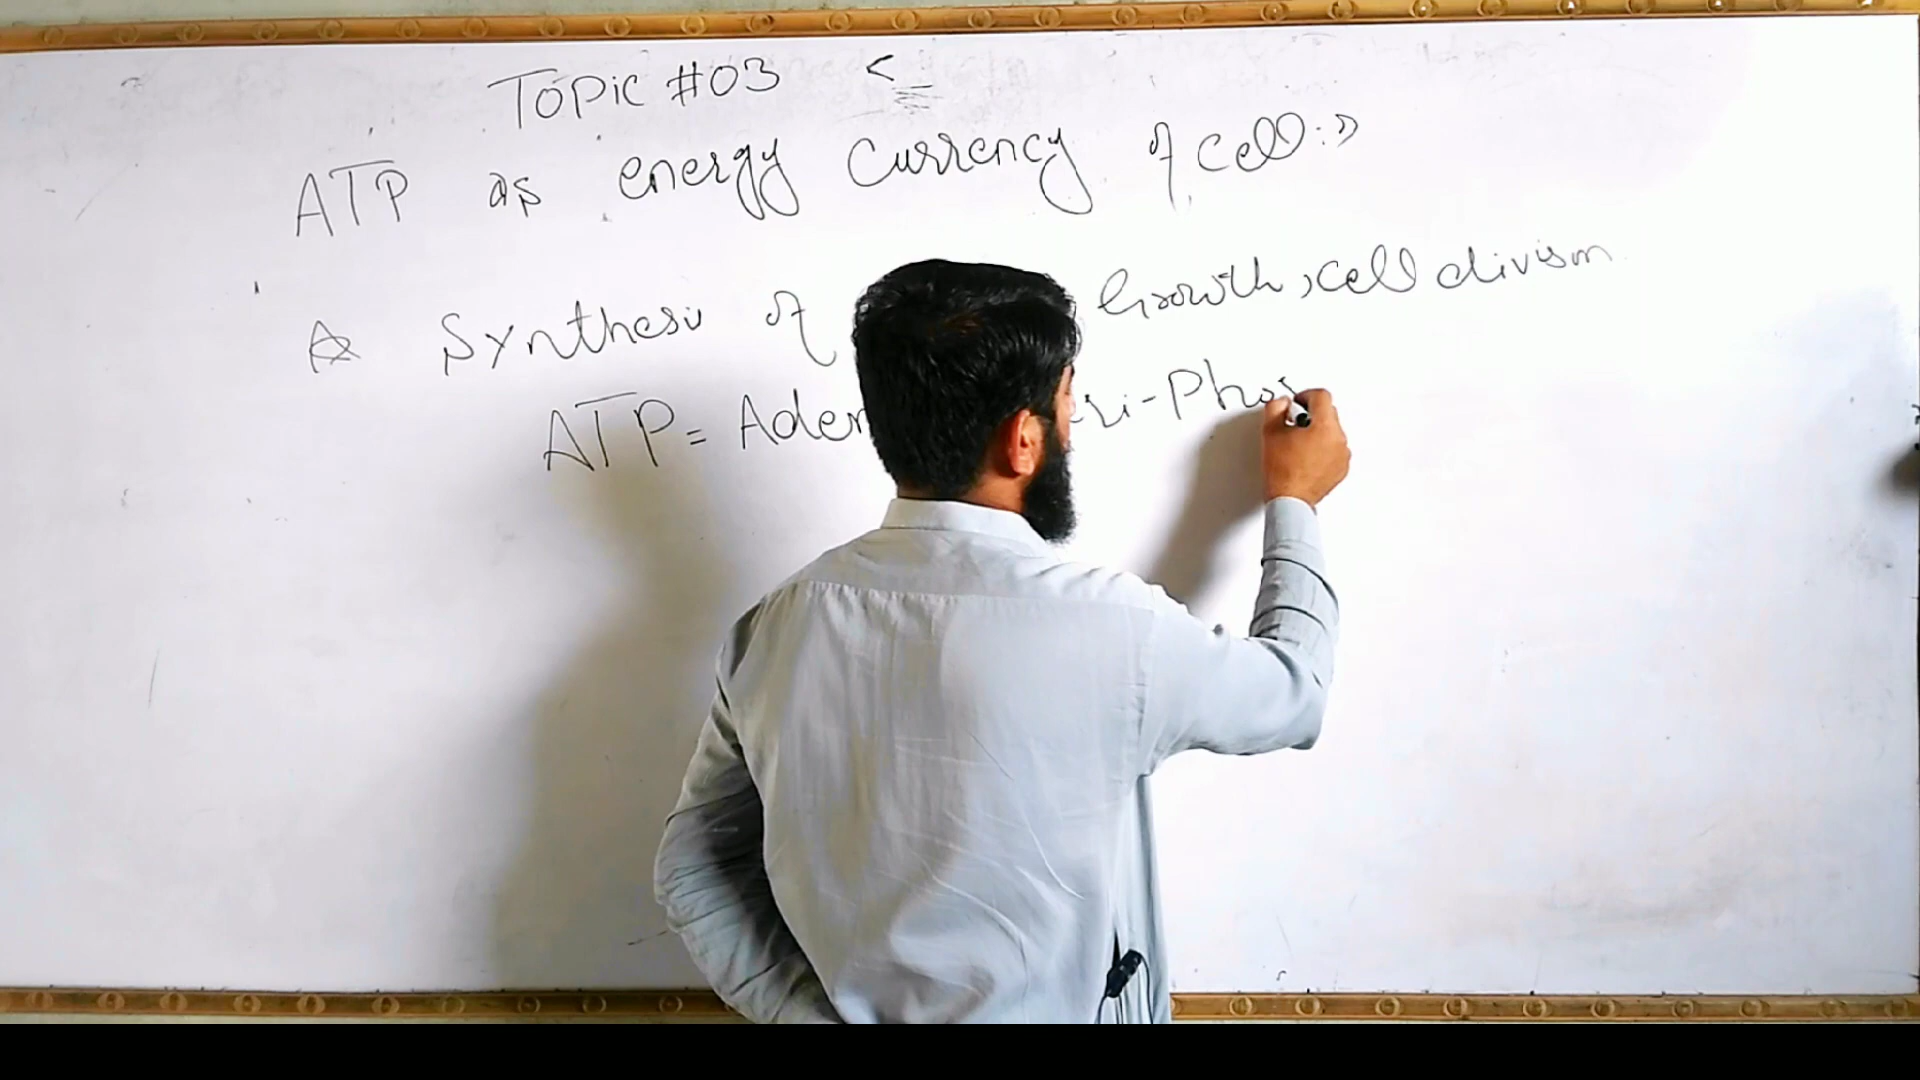 Topic #03 <
ATP as energy Currency of Cell:»
☆ Synthesis of Growth, Cell division
ATP = Aden ri-Phos